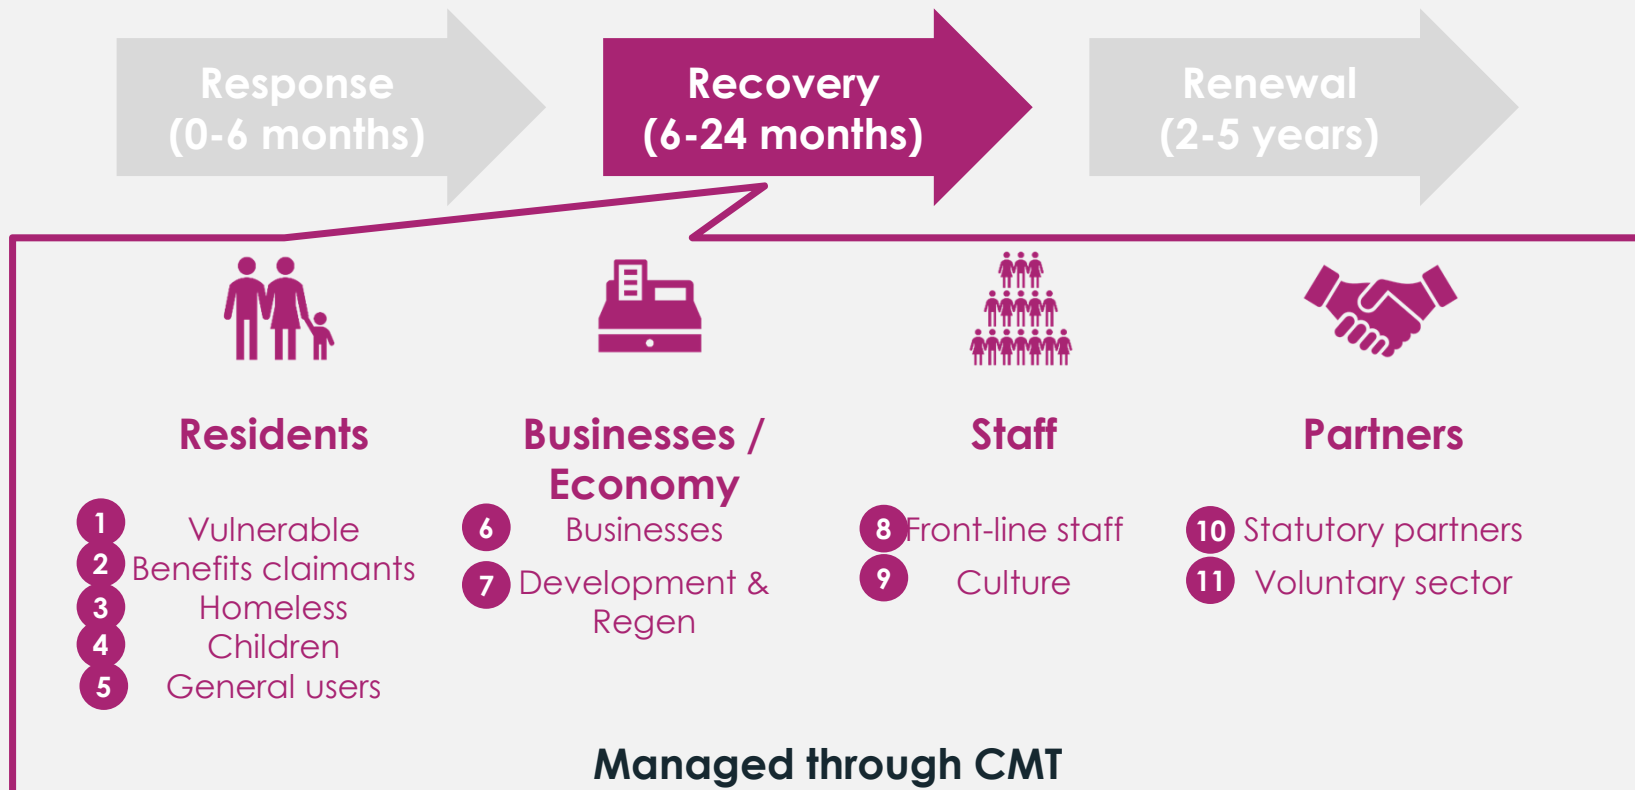 Response
(0-6 months)
Recovery
(6-24 months)
Renewal
(2-5 years)
Residents
1 Vulnerable
2 Benefits claimants
3 Homeless
4 Children
5 General users
Businesses /
Economy
6 Businesses
7 Development &
Regen
Staff
8 Front-line staff
9 Culture
Partners
10 Statutory partners
11 Voluntary sector
Managed through CMT